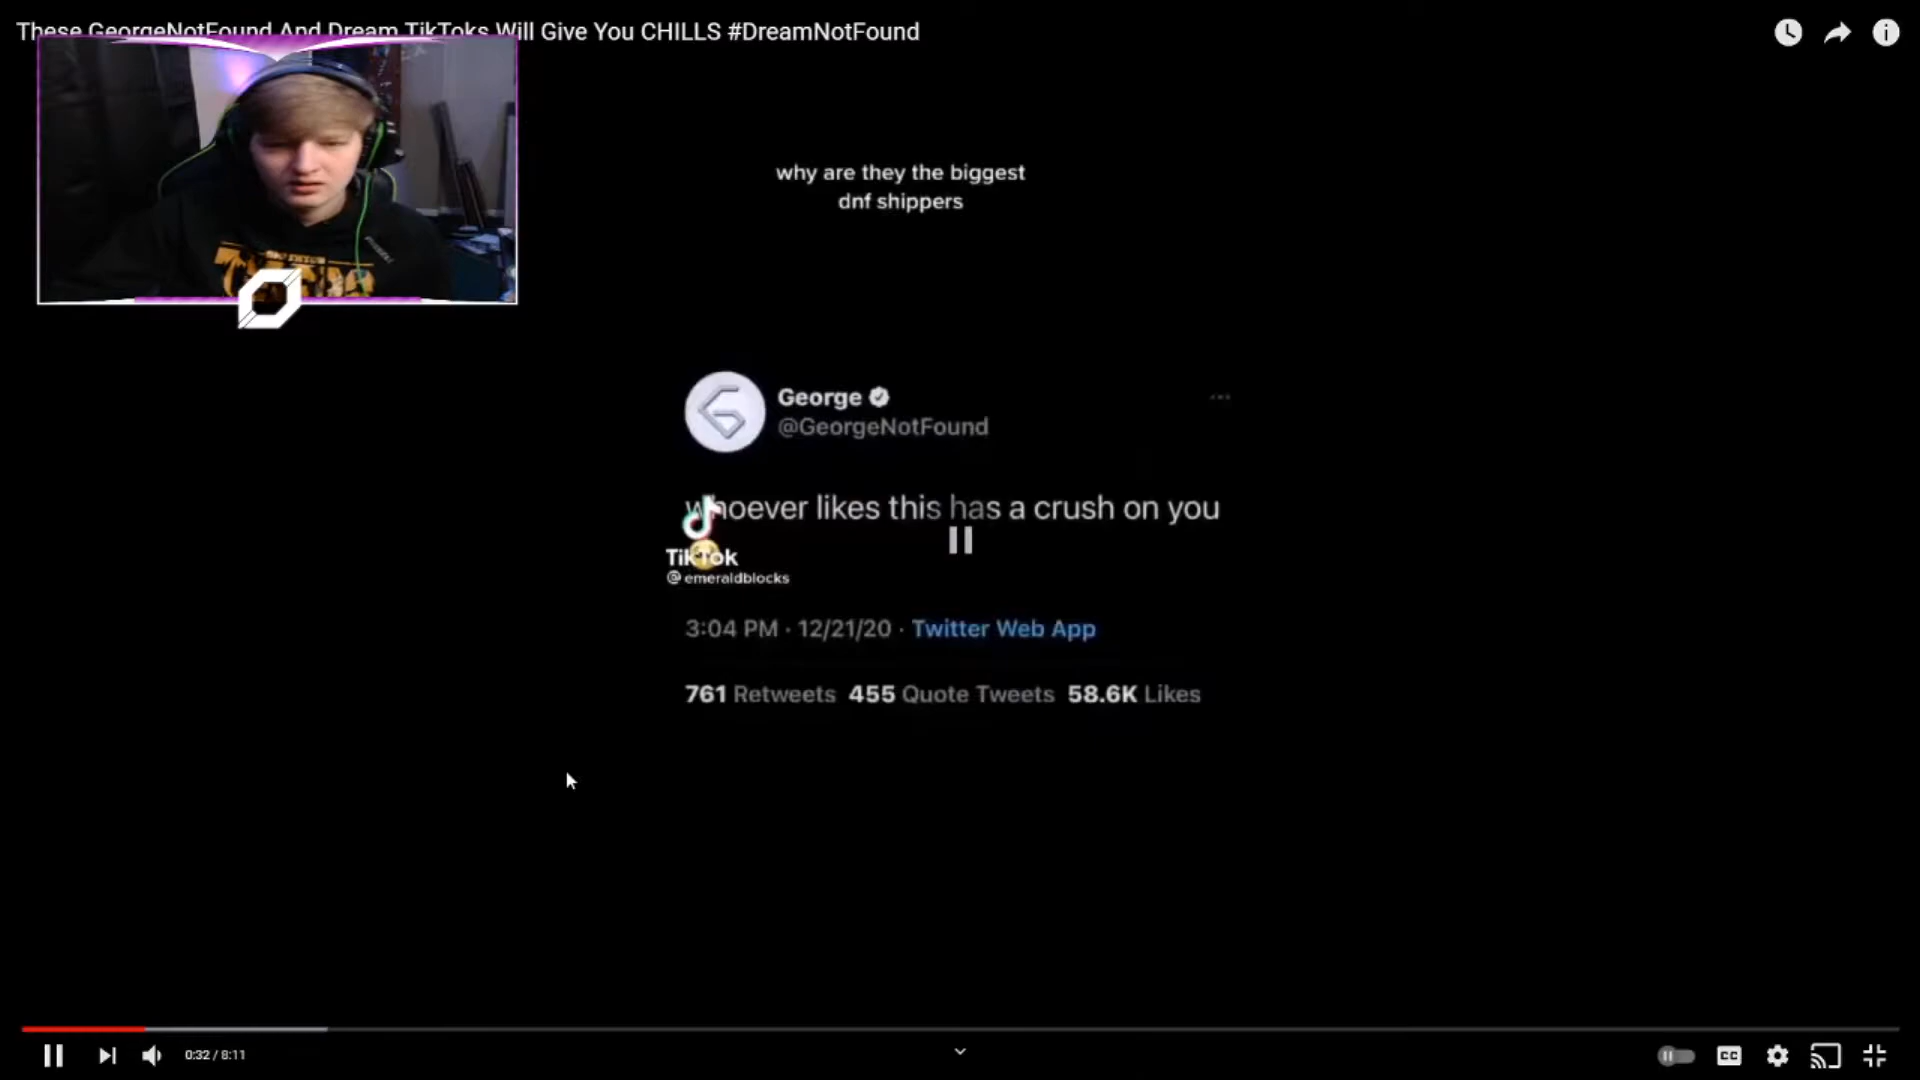 These GeorgeNotFound And Dream TikToks Will Give You CHILLS #DreamNotFound
why are they the biggest
dnf shippers
George
@GeorgeNotFound
whoever likes this has a crush on you
TikTok
@emeraldblocks
3:04 PM · 12/21/20 · Twitter Web App
761 Retweets 455 Quote Tweets 58.6K Likes
0:32 / 8:11
CC